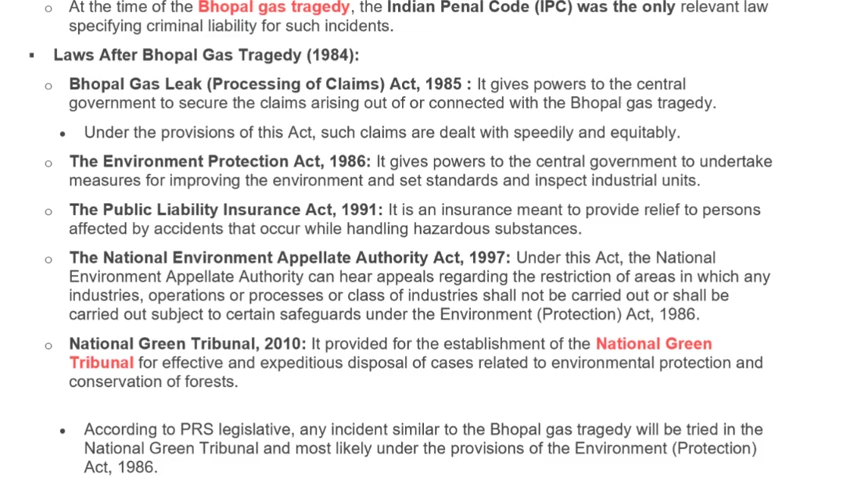 o At the time of the Bhopal gas tragedy, the Indian Penal Code (IPC) was the only relevant law
specifying criminal liability for such incidents.
▪ Laws After Bhopal Gas Tragedy (1984):
o Bhopal Gas Leak (Processing of Claims) Act, 1985 : It gives powers to the central
government to secure the claims arising out of or connected with the Bhopal gas tragedy.
• Under the provisions of this Act, such claims are dealt with speedily and equitably.
o The Environment Protection Act, 1986: It gives powers to the central government to undertake
measures for improving the environment and set standards and inspect industrial units.
o The Public Liability Insurance Act, 1991: It is an insurance meant to provide relief to persons
affected by accidents that occur while handling hazardous substances.
o The National Environment Appellate Authority Act, 1997: Under this Act, the National
Environment Appellate Authority can hear appeals regarding the restriction of areas in which any
industries, operations or processes or class of industries shall not be carried out or shall be
carried out subject to certain safeguards under the Environment (Protection) Act, 1986.
o National Green Tribunal, 2010: It provided for the establishment of the National Green
Tribunal for effective and expeditious disposal of cases related to environmental protection and
conservation of forests.
• According to PRS legislative, any incident similar to the Bhopal gas tragedy will be tried in the
National Green Tribunal and most likely under the provisions of the Environment (Protection)
Act, 1986.